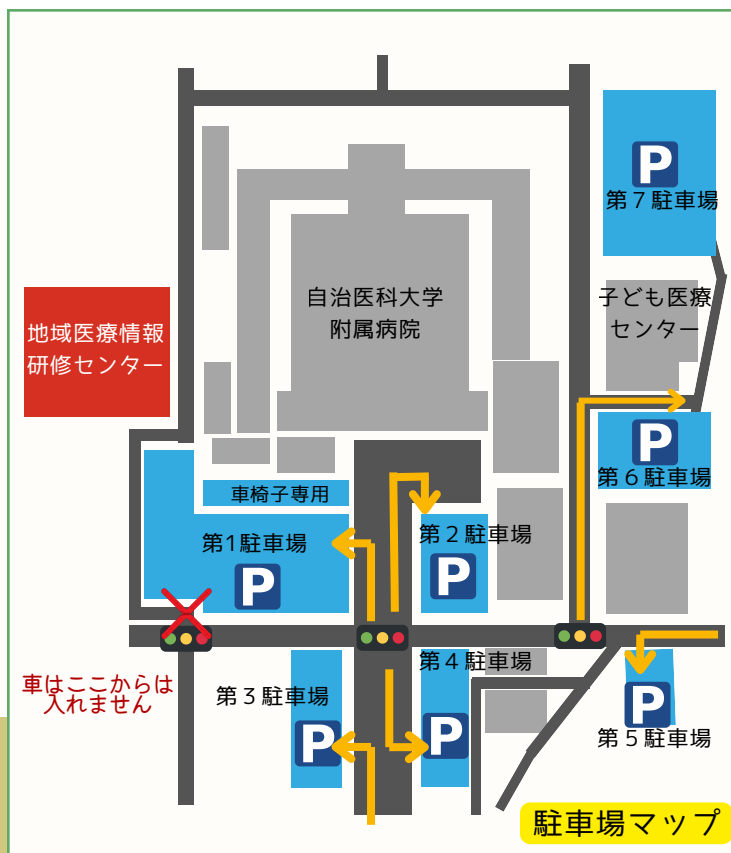 P
第７駐車場
自治医科大学
附属病院
子ども医療
センター
地域医療情報
研修センター
P
第６駐車場
車椅子専用
第1駐車場
P
第２駐車場
P
車はここからは
入れません
第３駐車場
P
第４駐車場
P
P
第５駐車場
駐車場マップ